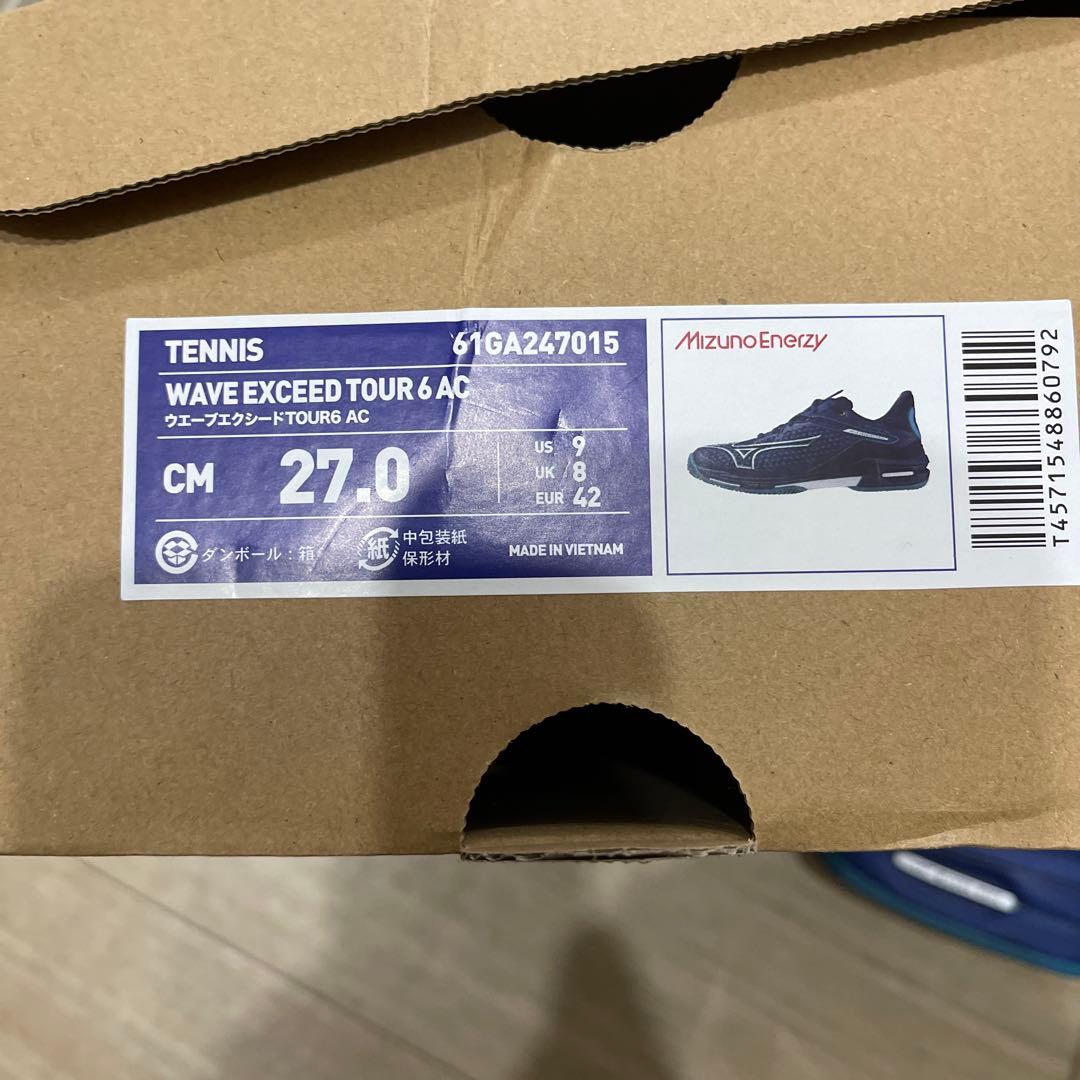 TENNIS 61GA247015
WAVE EXCEED TOUR 6 AC
ウエーブエクシードTOUR6 AC
CM 27.0
US 9
UK 8
EUR 42
ダンボール：箱
紙
中包装紙
保形材
MADE IN VIETNAM
MizunoEnerzy
T4571548860792